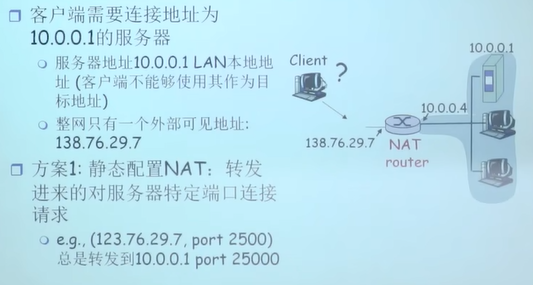 客户端需要连接地址为
10.0.0.1的服务器
服务器地址10.0.0.1 LAN本地地
址 (客户端不能够使用其作为目
标地址)
整网只有一个外部可见地址:
138.76.29.7
方案1: 静态配置NAT: 转发
进来的对服务器特定端口连接
请求
e.g., (123.76.29.7, port 2500)
总是转发到10.0.0.1 port 25000
Client
?
10.0.0.1
10.0.0.4
138.76.29.7
NAT
router